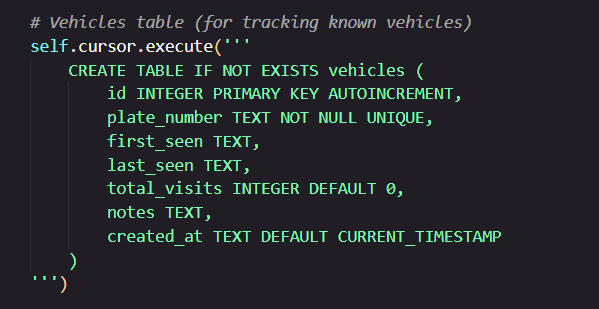 # Vehicles table (for tracking known vehicles)
self.cursor.execute('''
    CREATE TABLE IF NOT EXISTS vehicles (
        id INTEGER PRIMARY KEY AUTOINCREMENT,
        plate_number TEXT NOT NULL UNIQUE,
        first_seen TEXT,
        last_seen TEXT,
        total_visits INTEGER DEFAULT 0,
        notes TEXT,
        created_at TEXT DEFAULT CURRENT_TIMESTAMP
    )
''')